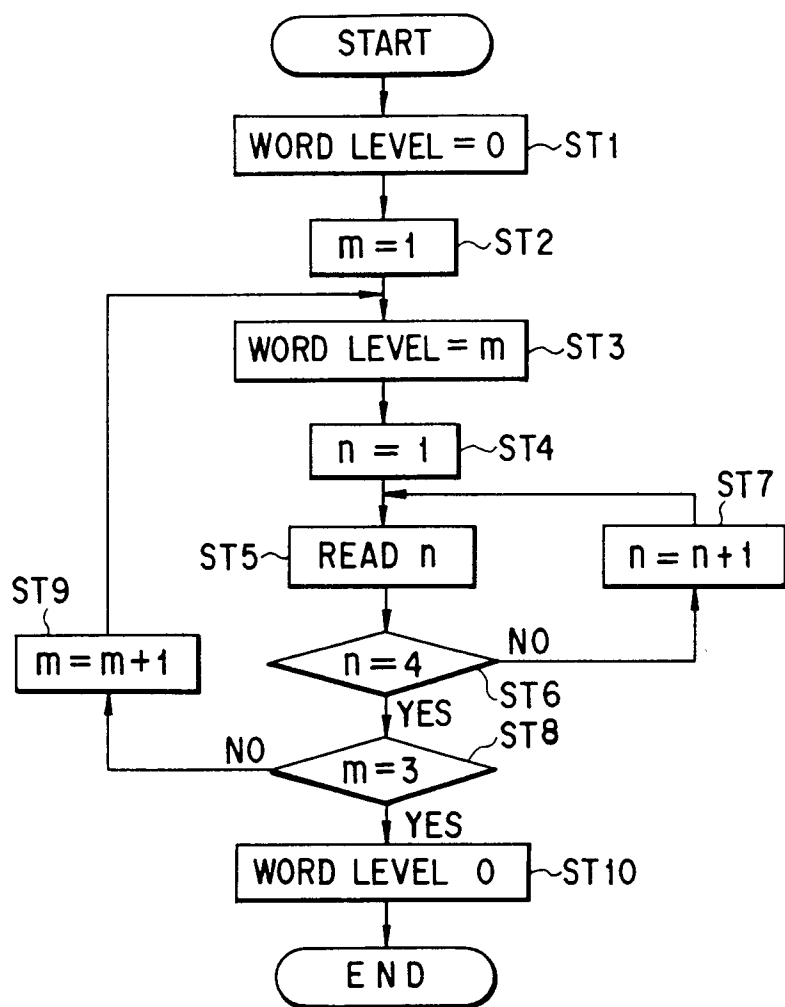 START
WORD LEVEL = 0 ST1
m = 1 ST2
WORD LEVEL = m ST3
n = 1 ST4
ST7
ST5 READ n
n = n+1
ST9
m = m+1
n = 4
NO
ST6
YES
ST8
NO
m = 3
YES
WORD LEVEL 0 ST10
END